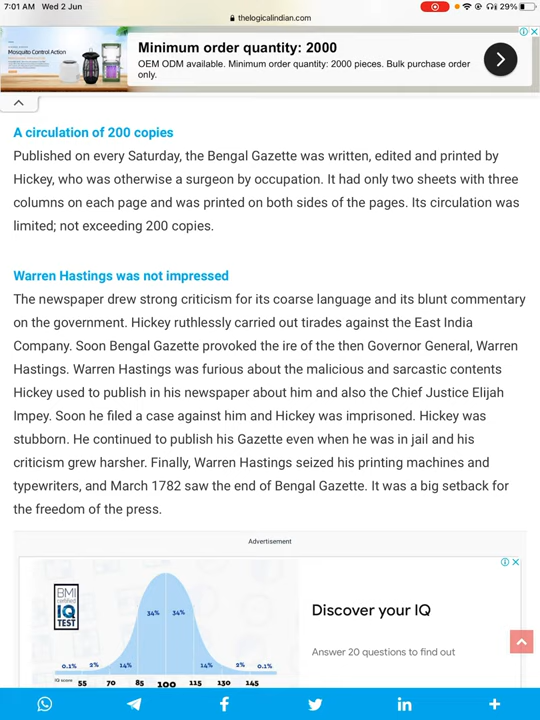 7:01 AM Wed 2 Jun
29%
thelogicalindian.com
Mosquito Control Action
Minimum order quantity: 2000
OEM ODM available. Minimum order quantity: 2000 pieces. Bulk purchase order
only.
A circulation of 200 copies
Published on every Saturday, the Bengal Gazette was written, edited and printed by
Hickey, who was otherwise a surgeon by occupation. It had only two sheets with three
columns on each page and was printed on both sides of the pages. Its circulation was
limited; not exceeding 200 copies.
Warren Hastings was not impressed
The newspaper drew strong criticism for its coarse language and its blunt commentary
on the government. Hickey ruthlessly carried out tirades against the East India
Company. Soon Bengal Gazette provoked the ire of the then Governor General, Warren
Hastings. Warren Hastings was furious about the malicious and sarcastic contents
Hickey used to publish in his newspaper about him and also the Chief Justice Elijah
Impey. Soon he filed a case against him and Hickey was imprisoned. Hickey was
stubborn. He continued to publish his Gazette even when he was in jail and his
criticism grew harsher. Finally, Warren Hastings seized his printing machines and
typewriters, and March 1782 saw the end of Bengal Gazette. It was a big setback for
the freedom of the press.
Advertisement
BMI
certified
IQ
TEST
34% 34%
0.1% 2% 14% 14% 2% 0.1%
IQ score 55 70 85 100 115 130 145
Discover your IQ
Answer 20 questions to find out